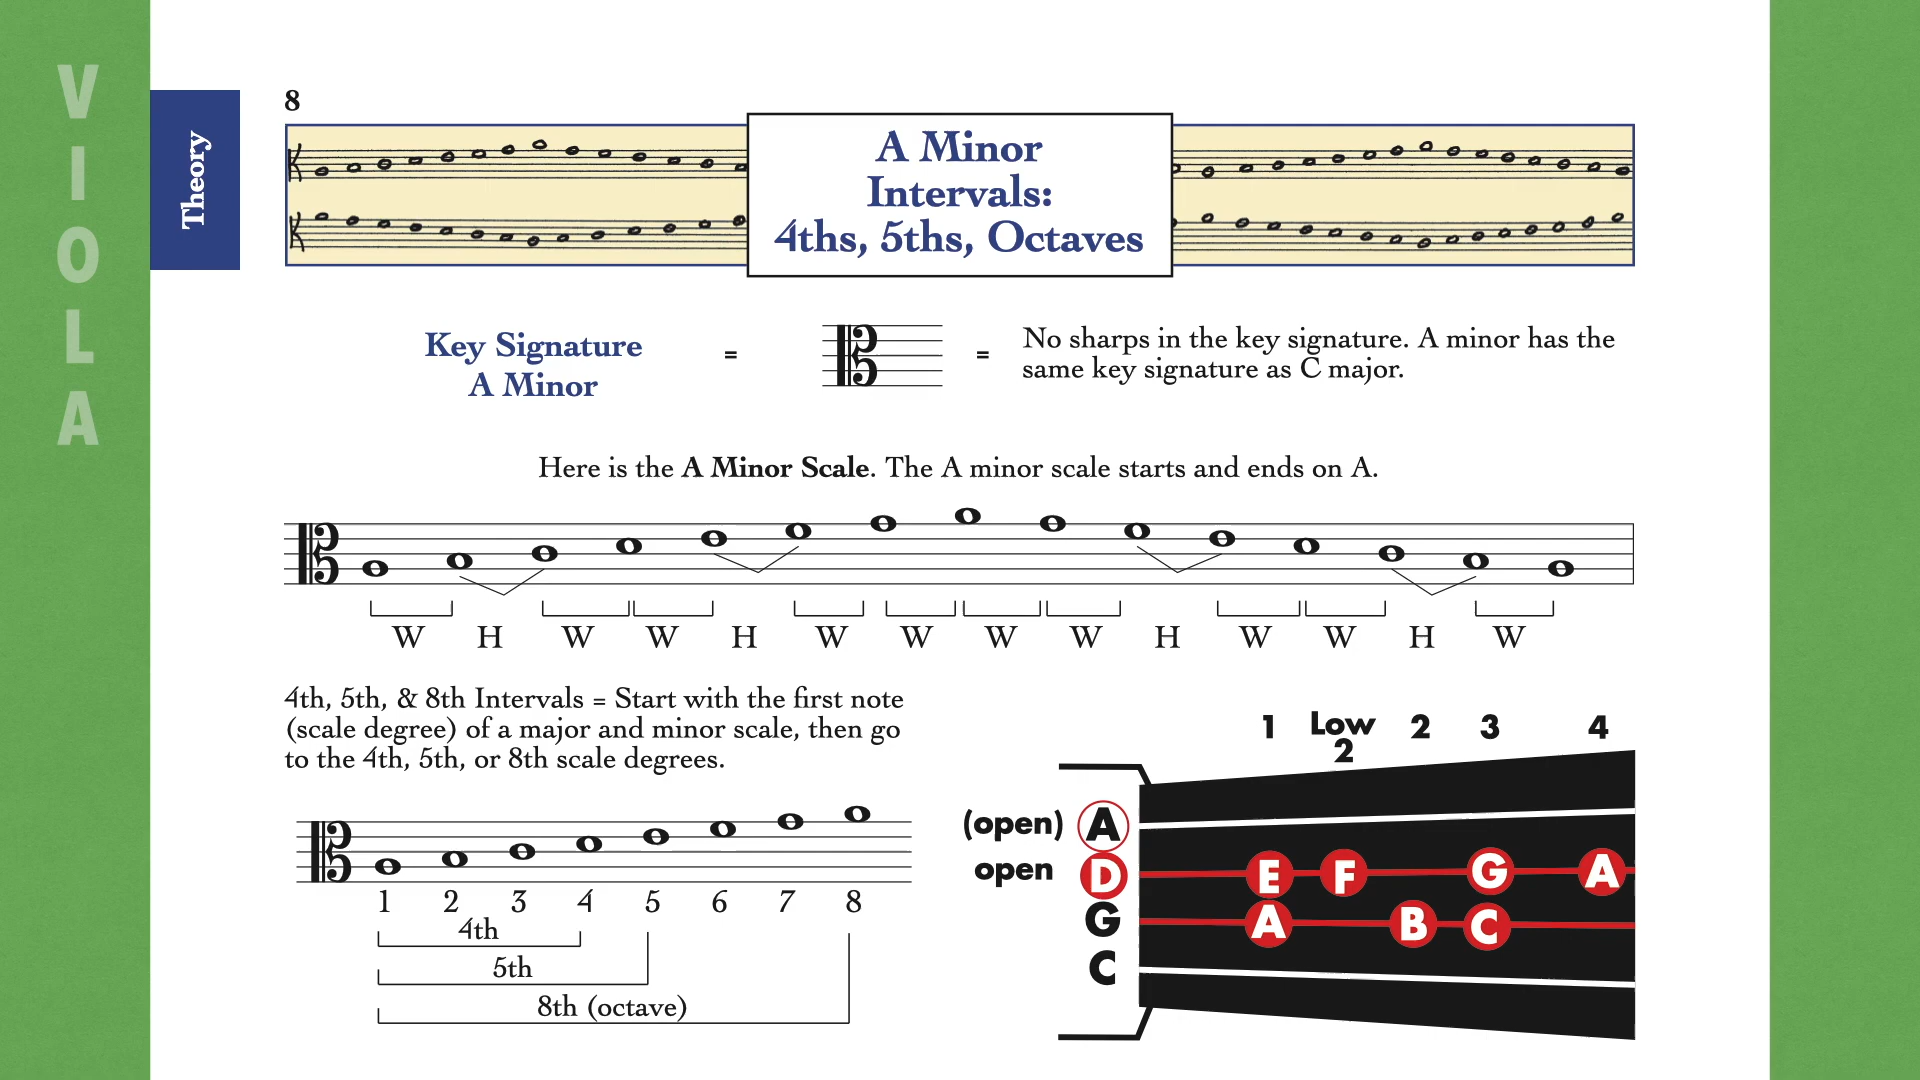 VIOLA
Theory
8
A Minor
Intervals:
4ths, 5ths, Octaves
Key Signature
A Minor
=
=
No sharps in the key signature. A minor has the
same key signature as C major.
Here is the A Minor Scale. The A minor scale starts and ends on A.
W H W W H W W W W H W W H W
4th, 5th, & 8th Intervals = Start with the first note
(scale degree) of a major and minor scale, then go
to the 4th, 5th, or 8th scale degrees.
1 2 3 4 5 6 7 8
4th
5th
8th (octave)
1 Low 2 3 4
2
(open) A
open D E F G A
G A B C
C